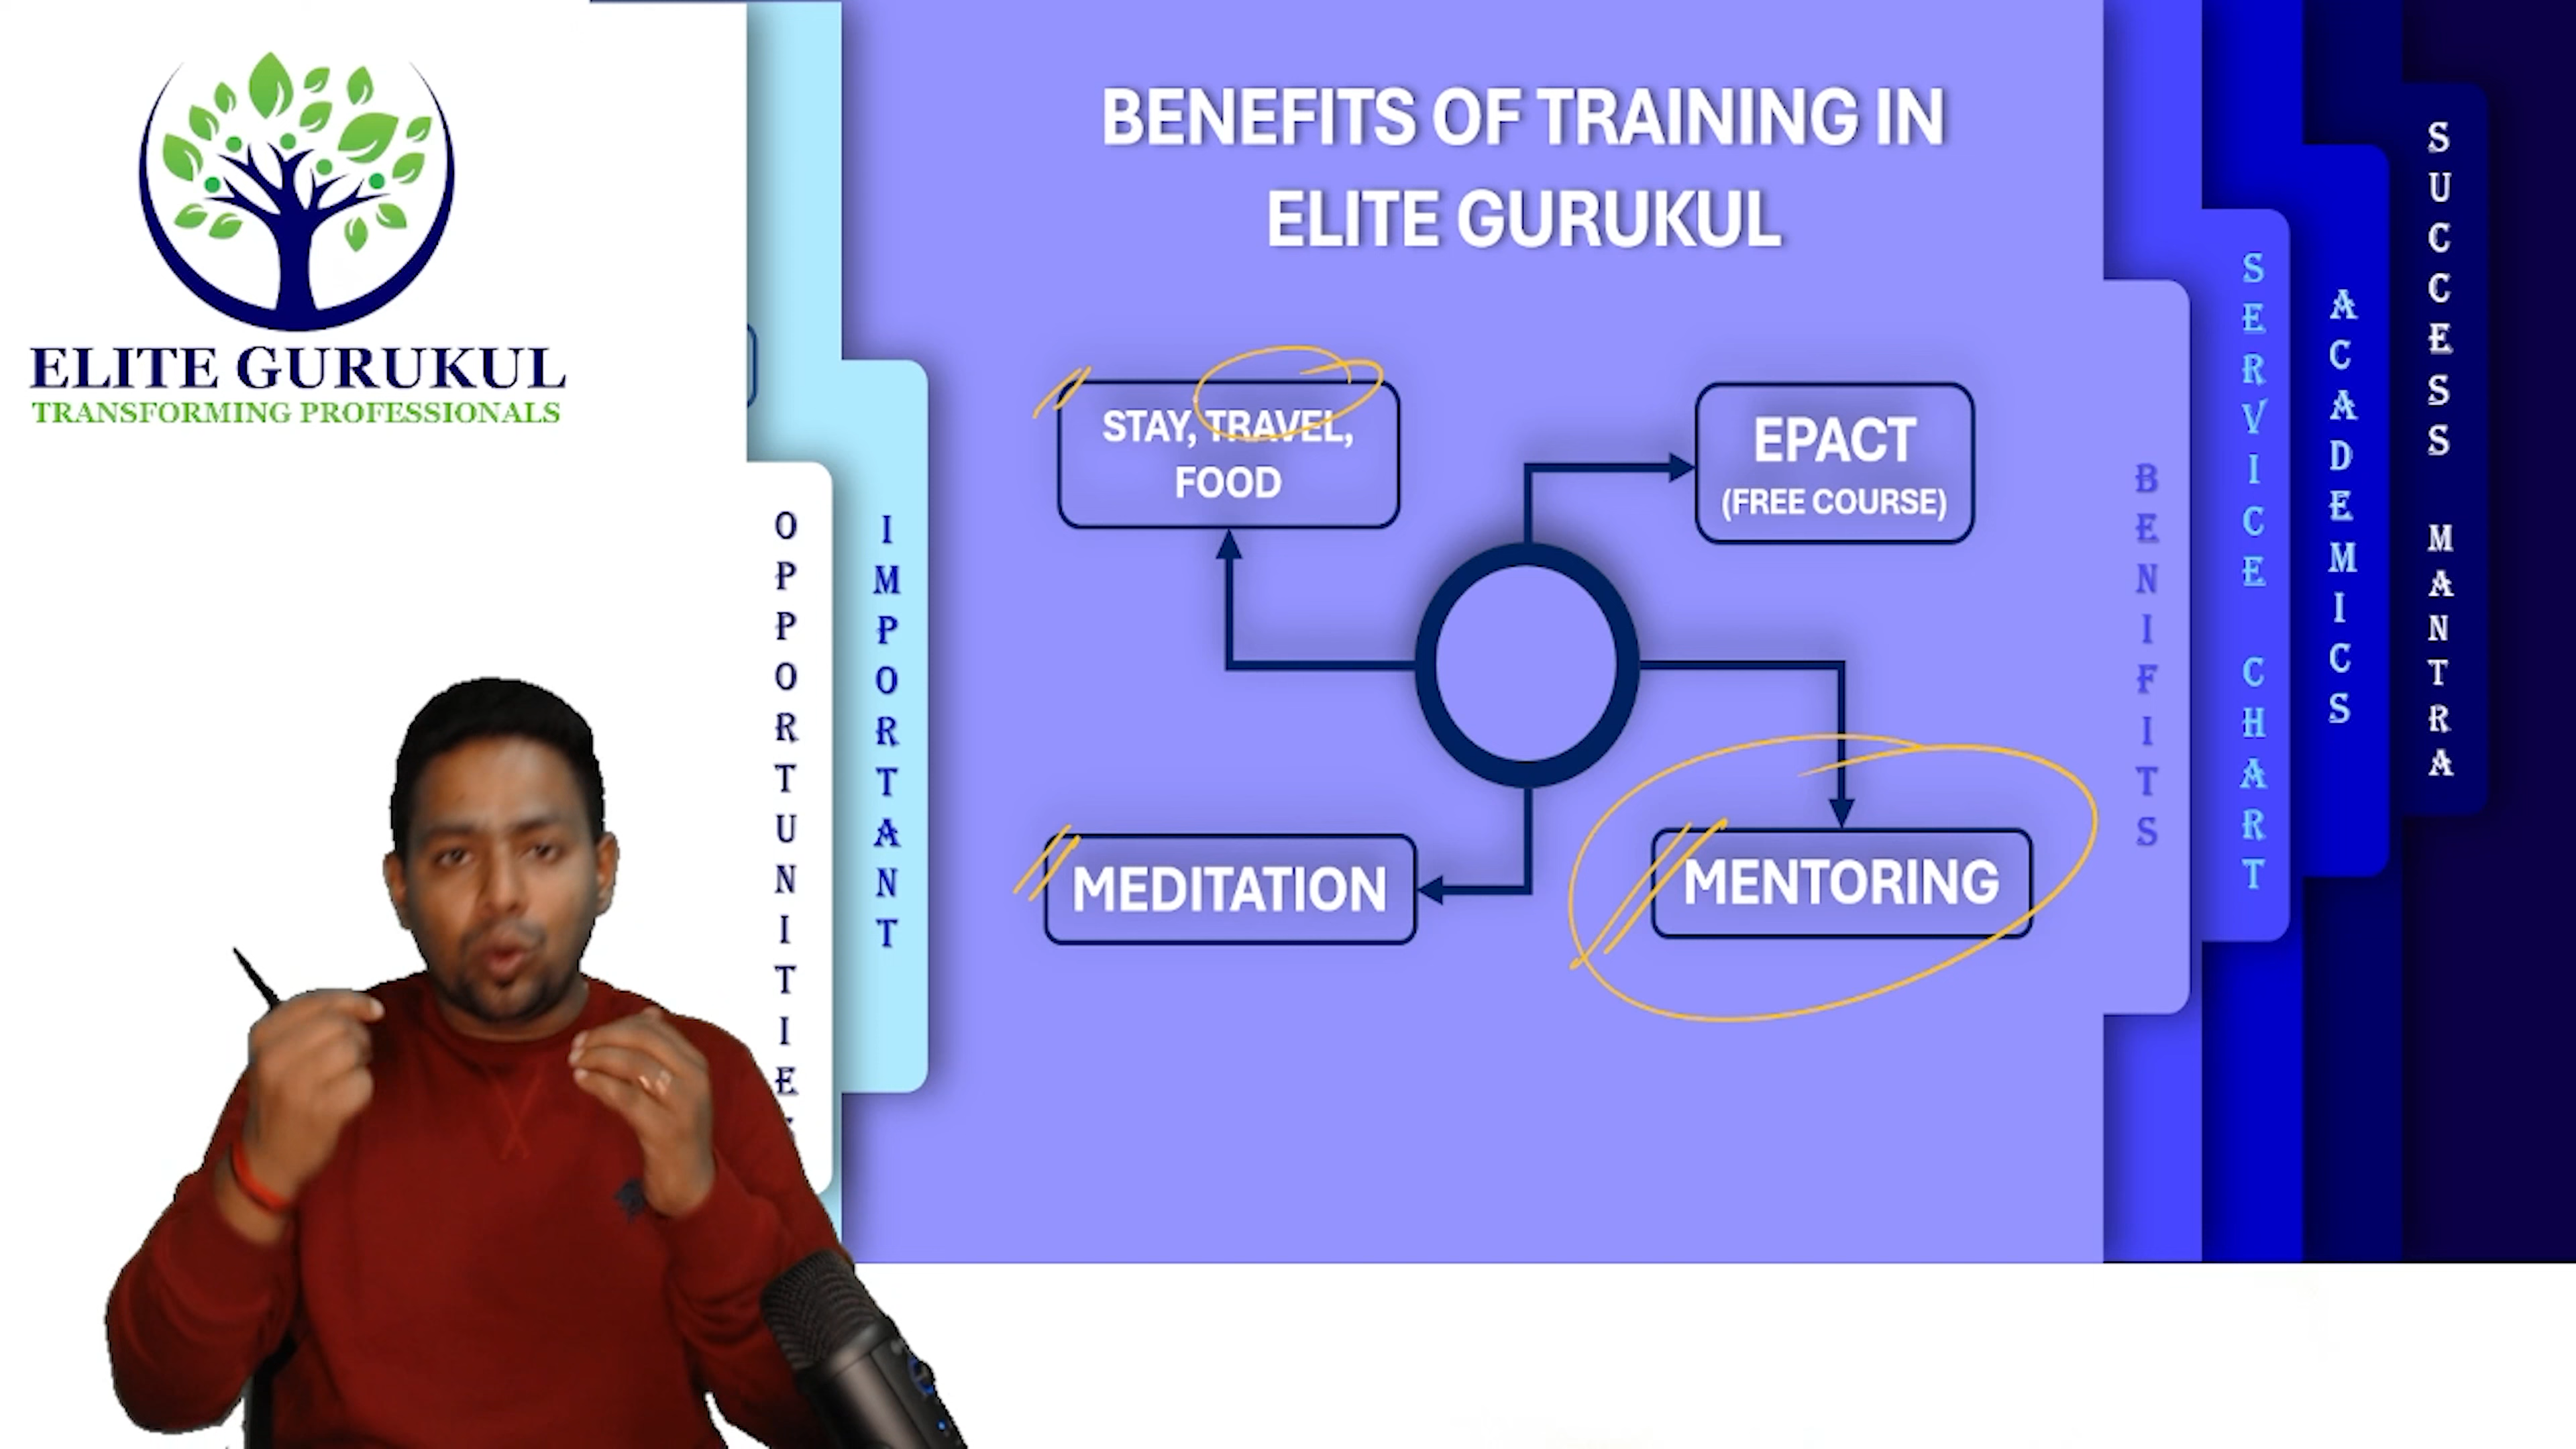 ELITE GURUKUL
TRANSFORMING PROFESSIONALS
OPPORTUNITIE
IMPORTANT
BENEFITS OF TRAINING IN
ELITE GURUKUL
STAY, TRAVEL,
FOOD
EPACT
(FREE COURSE)
MEDITATION
MENTORING
BENIFITS
SERVICE CHART
ACADEMICS
SUCCESS MANTRA